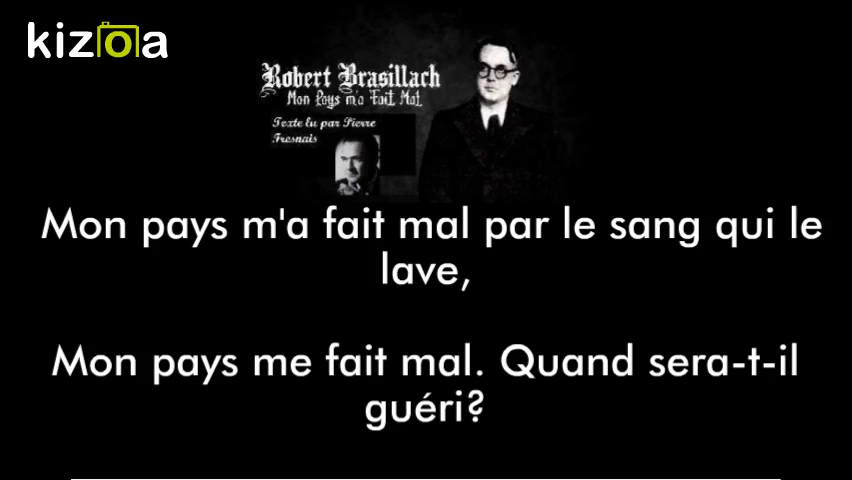 kizoa
Robert Brasillach
Mon Pays m'a Fait Mal
Texte lu par Pierre
Fresnais
Mon pays m'a fait mal par le sang qui le
lave,
Mon pays me fait mal. Quand sera-t-il
guéri?